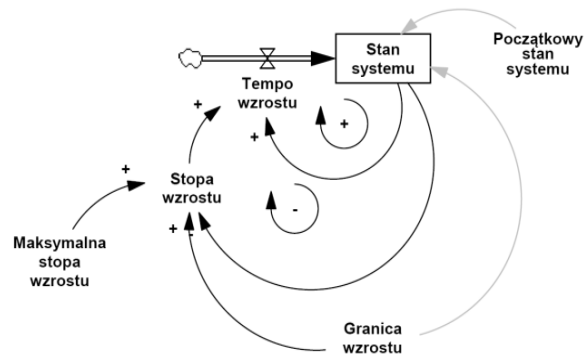 Stan
systemu
Początkowy
stan
systemu
Tempo
wzrostu
+
+
+
+
Stopa
wzrostu
-
+
-
Maksymalna
stopa
wzrostu
Granica
wzrostu